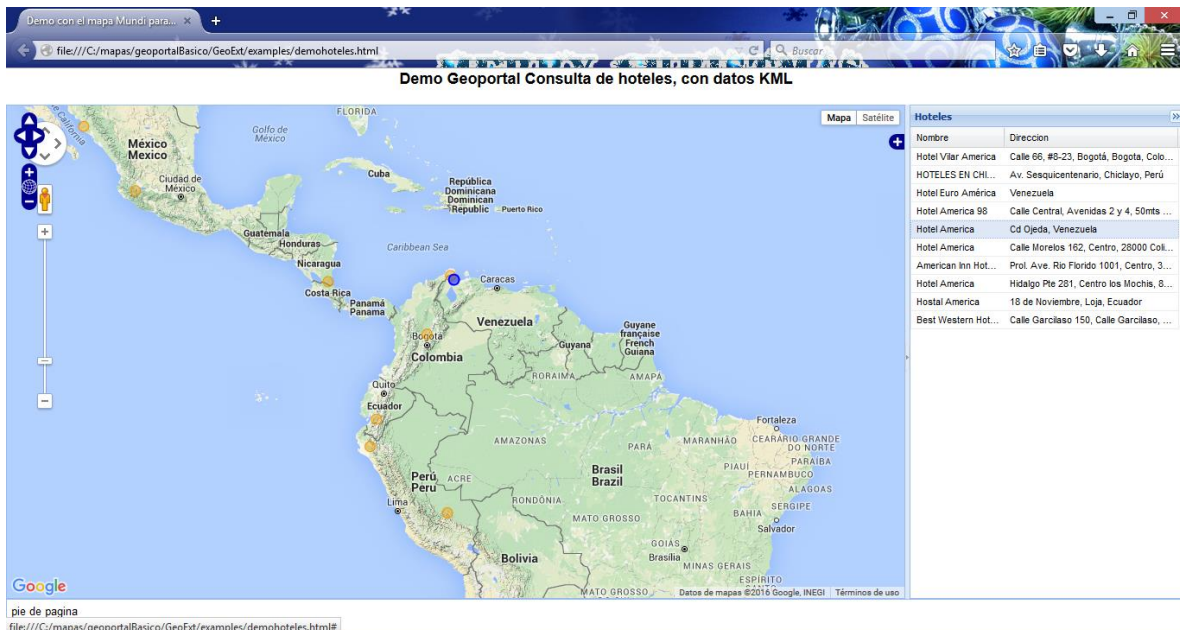 Demo con el mapa Mundi para...
file:///C:/mapas/geoportalBasico/GeoExt/examples/demohoteles.html
Buscar
Demo Geoportal Consulta de hoteles, con datos KML
Mapa
Satélite
FLORIDA
California
Golfo de
México
México
Mexico
Ciudad de
México
Cuba
República
Dominicana
Dominican
Republic
Puerto Rico
Guatemala
Honduras
Caribbean Sea
Nicaragua
Costa Rica
Caracas
Panamá
Panama
Venezuela
Guyane
française
French
Guiana
Guyana
Bogotá
Colombia
RORAIMA
AMAPÁ
Quito
Ecuador
Fortaleza
AMAZONAS
PARÁ
MARANHÃO
CEARÁ
RIO GRANDE
DO NORTE
PARAÍBA
PIAUÍ
PERNAMBUCO
Perú
Peru
ACRE
Brasil
Brazil
ALAGOAS
Lima
RONDÔNIA
TOCANTINS
SERGIPE
MATO GROSSO
BAHIA
Salvador
GOIÁS
Brasília
Bolivia
MINAS GERAIS
ESPÍRITO
MATO GROSSO
Google
Datos de mapas ©2016 Google, INEGI
Términos de uso
Hoteles
Nombre Direccion
Hotel Vilar America Calle 66, #8-23, Bogotá, Bogota, Colo...
HOTELES EN CHI... Av. Sesquicentenario, Chiclayo, Perú
Hotel Euro América Venezuela
Hotel America 98 Calle Central, Avenidas 2 y 4, 50mts ...
Hotel America Cd Ojeda, Venezuela
Hotel America Calle Morelos 162, Centro, 28000 Coli...
American Inn Hot... Prol. Ave. Rio Florido 1001, Centro, 3...
Hotel America Hidalgo Pte 281, Centro los Mochis, 8...
Hostal America 18 de Noviembre, Loja, Ecuador
Best Western Hot... Calle Garcilaso 150, Calle Garcilaso, ...
pie de pagina
file:///C:/mapas/geoportalBasico/GeoExt/examples/demohoteles.html#